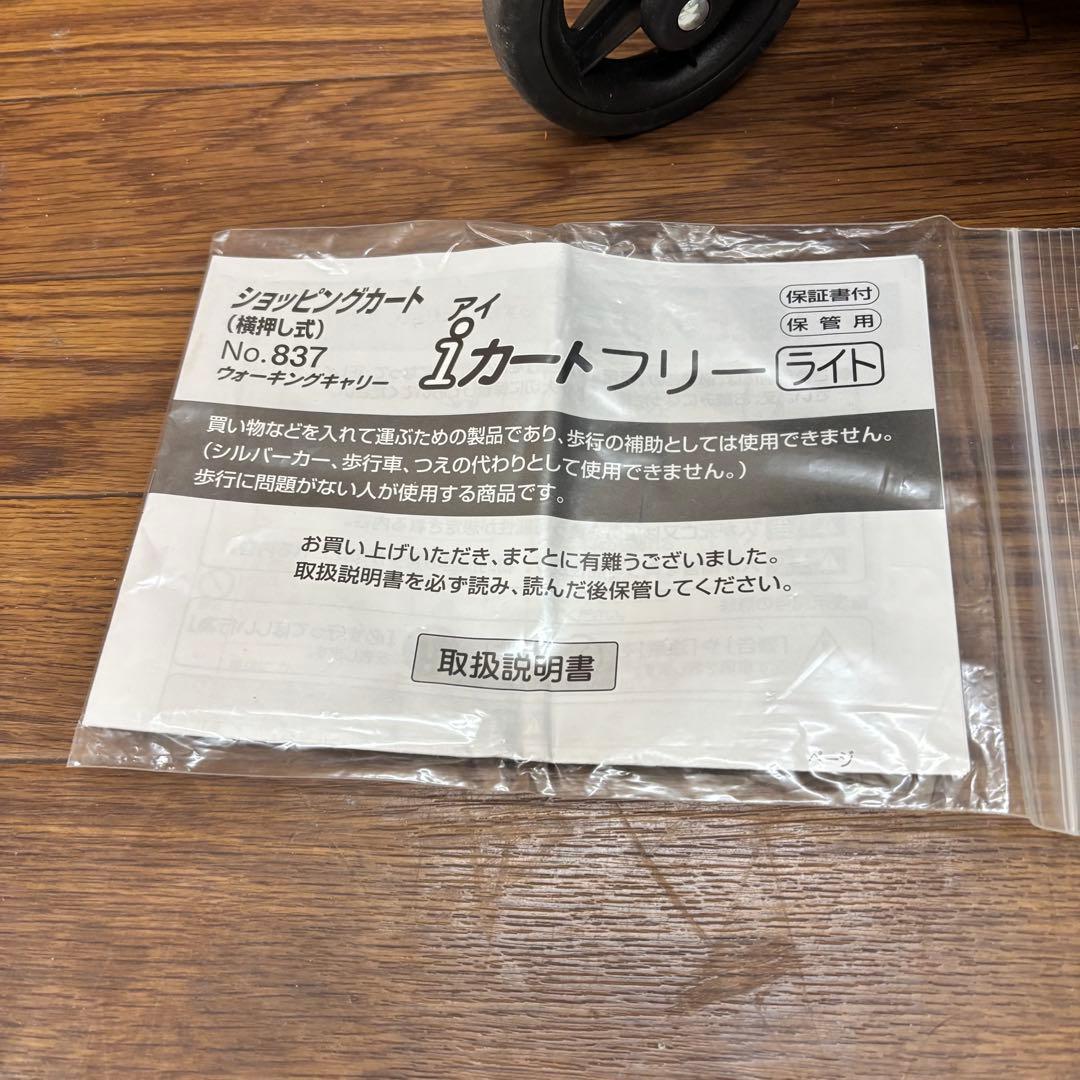 ショッピングカート
(横押し式)
No.837
ウォーキングキャリー
アイ
iカートフリー ライト
保証書付
保管用
買い物などを入れて運ぶための製品であり、歩行の補助としては使用できません。
(シルバーカー、歩行車、つえの代わりとして使用できません。)
歩行に問題がない人が使用する商品です。
お買い上げいただき、まことに有難うございました。
取扱説明書を必ず読み、読んだ後保管してください。
取扱説明書
ページ